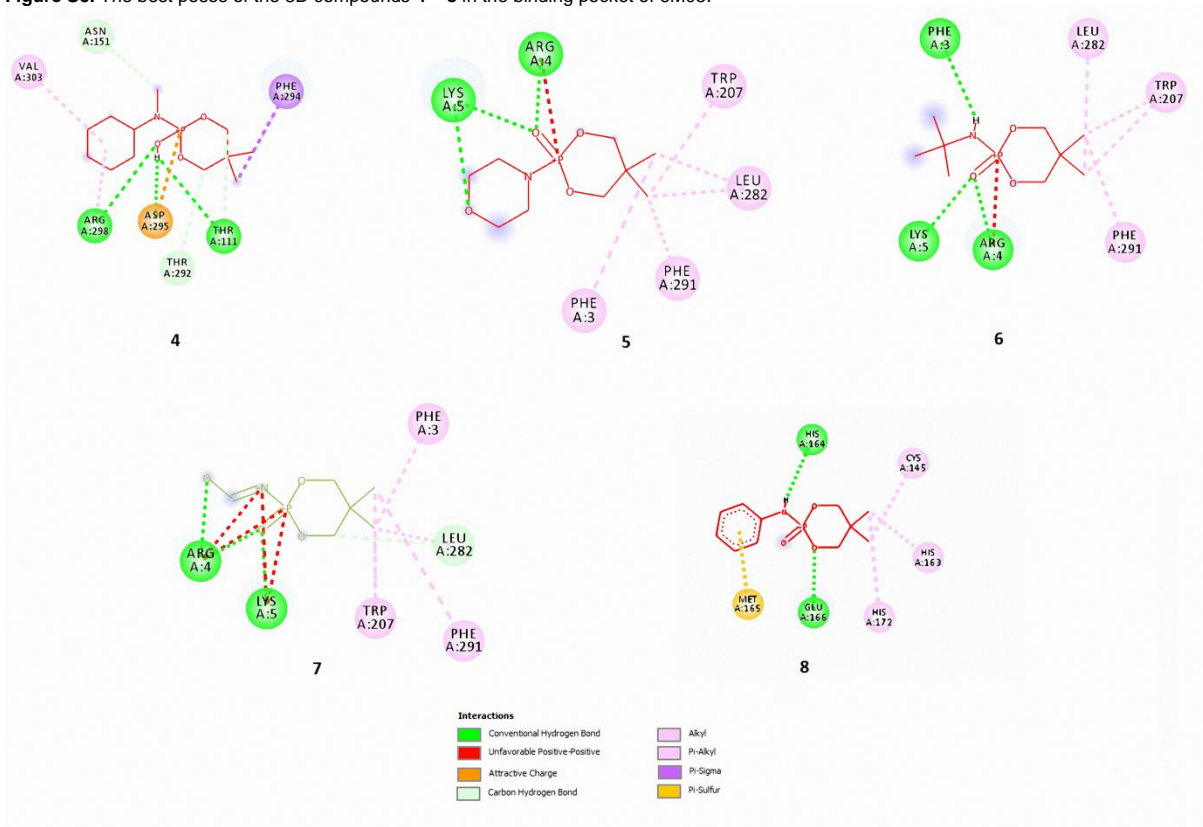 ASN
A:151
VAL
A:303
PHE
A:294
N
O
P
O
H
O
ARG
A:298
ASP
A:295
THR
A:111
THR
A:292
4
ARG
A:4
LYS
A:5
TRP
A:207
O
O
P
N
O
O
LEU
A:282
PHE
A:291
PHE
A:3
5
PHE
A:3
LEU
A:282
TRP
A:207
H
N
O
P
O
O
LYS
A:5
ARG
A:4
PHE
A:291
6
PHE
A:3
O
N
O
P
O
ARG
A:4
LYS
A:5
LEU
A:282
TRP
A:207
PHE
A:291
7
HIS
A:164
CYS
A:145
H
N
O
P
O
O
HIS
A:163
MET
A:165
GLU
A:166
HIS
A:172
8
Interactions
Conventional Hydrogen Bond
Unfavorable Positive-Positive
Attractive Charge
Carbon Hydrogen Bond
Alkyl
Pi-Alkyl
Pi-Sigma
Pi-Sulfur